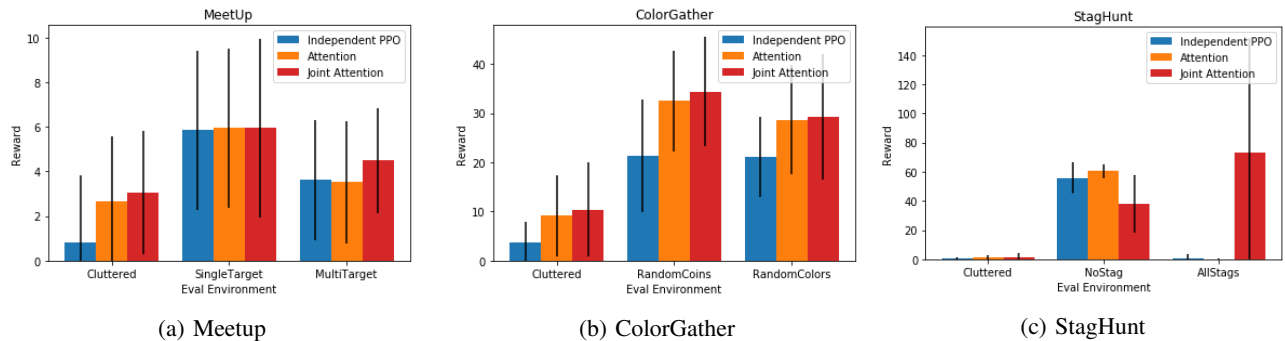 MeetUp
10
8
6
4
2
0
Reward
Independent PPO
Attention
Joint Attention
Cluttered
SingleTarget
MultiTarget
Eval Environment
(a) Meetup
ColorGather
40
30
20
10
0
Reward
Independent PPO
Attention
Joint Attention
Cluttered
RandomCoins
RandomColors
Eval Environment
(b) ColorGather
StagHunt
140
120
100
80
60
40
20
0
Reward
Independent PPO
Attention
Joint Attention
Cluttered
NoStag
AllStags
Eval Environment
(c) StagHunt